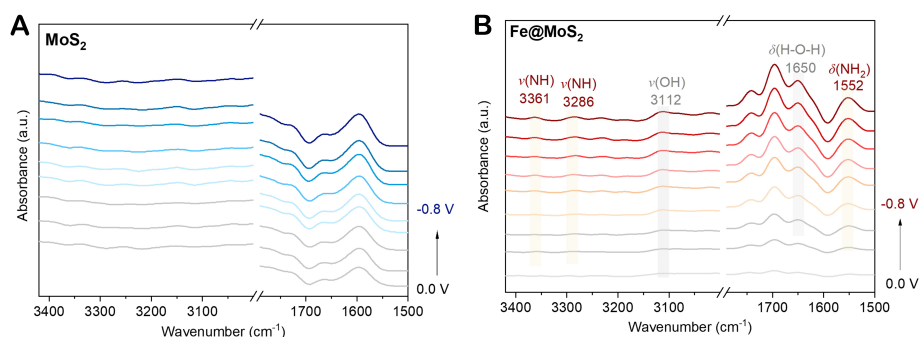 A
MoS₂
Absorbance (a.u.)
-0.8 V
0.0 V
3400 3300 3200 3100 1700 1600 1500
Wavenumber (cm⁻¹)
B
Fe@MoS₂
ν(NH)
3361
ν(NH)
3286
ν(OH)
3112
δ(H-O-H)
1650
δ(NH₂)
1552
Absorbance (a.u.)
-0.8 V
0.0 V
3400 3300 3200 3100 1700 1600 1500
Wavenumber (cm⁻¹)